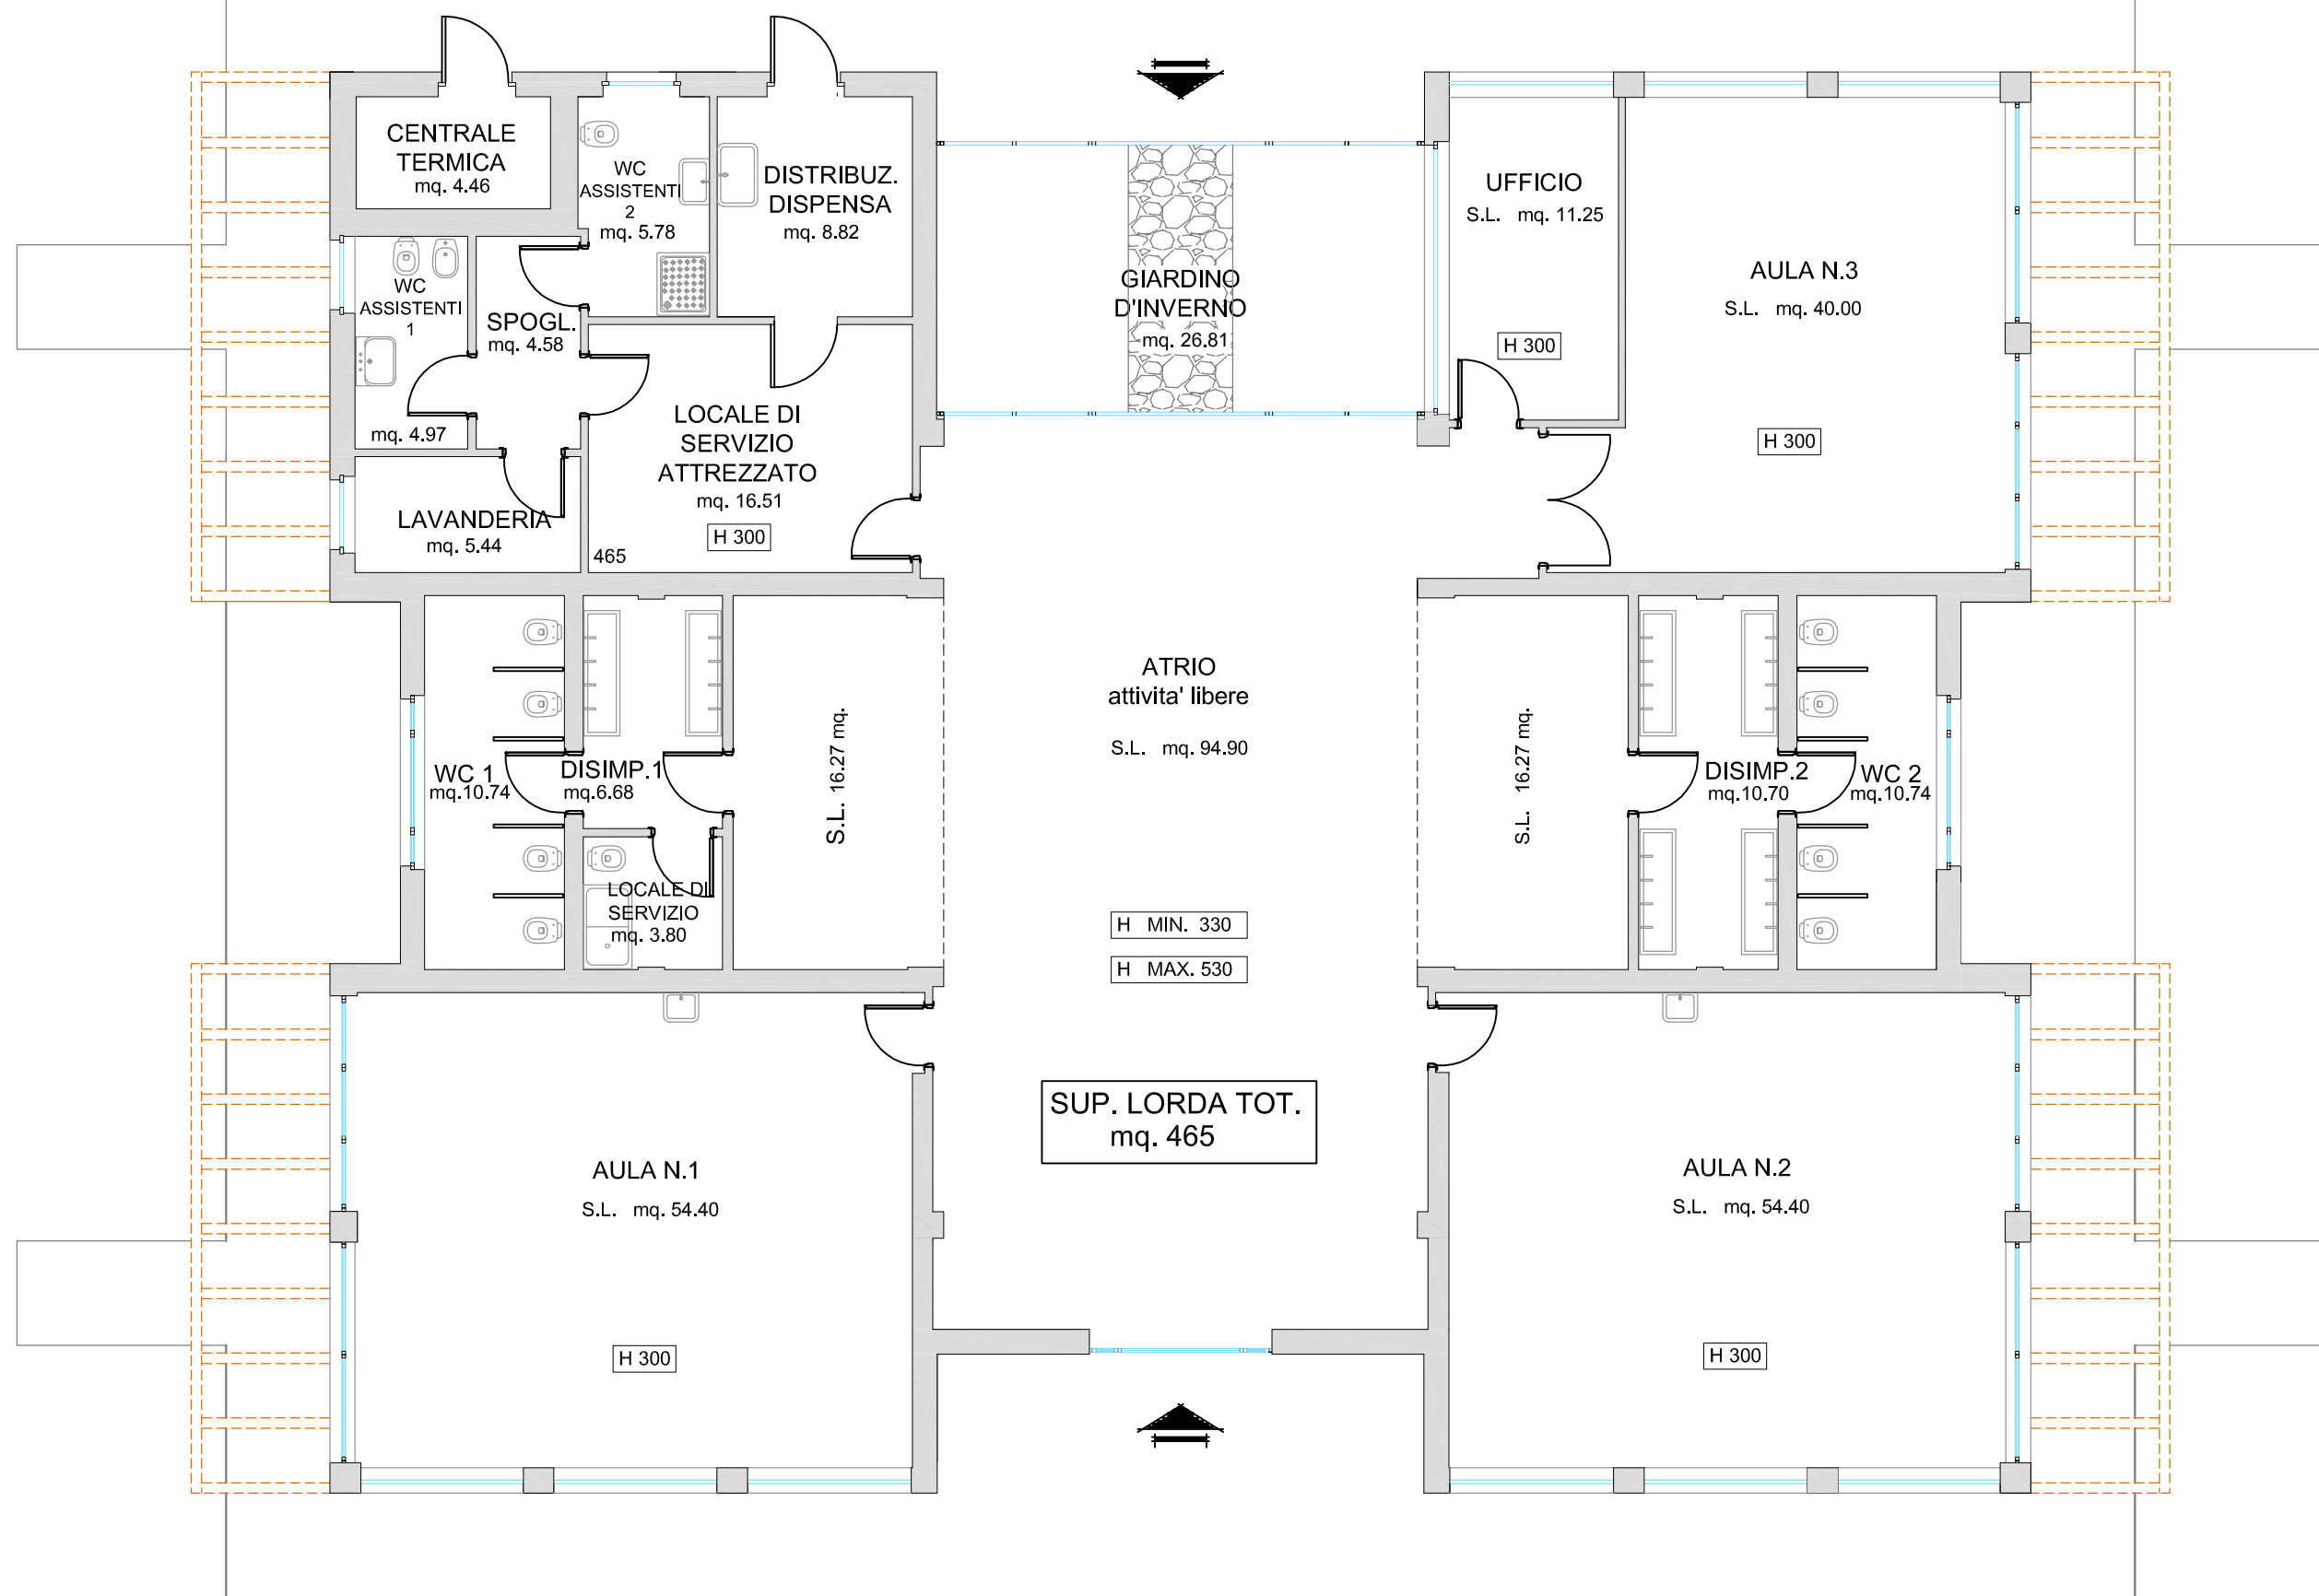 CENTRALE
TERMICA
mq. 4.46
WC
ASSISTENTI
2
mq. 5.78
DISTRIBUZ.
DISPENSA
mq. 8.82
GIARDINO
D'INVERNO
mq. 26.81
UFFICIO
S.L. mq. 11.25
H 300
AULA N.3
S.L. mq. 40.00
H 300
WC
ASSISTENTI
1
mq. 4.97
SPOGL.
mq. 4.58
LOCALE DI
SERVIZIO
ATTREZZATO
mq. 16.51
H 300
LAVANDERIA
mq. 5.44
465
WC 1
mq.10.74
DISIMP.1
mq.6.68
S.L. 16.27 mq.
ATRIO
attivita' libere
S.L. mq. 94.90
S.L. 16.27 mq.
DISIMP.2
mq.10.70
WC 2
mq.10.74
LOCALE DI
SERVIZIO
mq. 3.80
H MIN. 330
H MAX. 530
SUP. LORDA TOT.
mq. 465
AULA N.1
S.L. mq. 54.40
H 300
AULA N.2
S.L. mq. 54.40
H 300